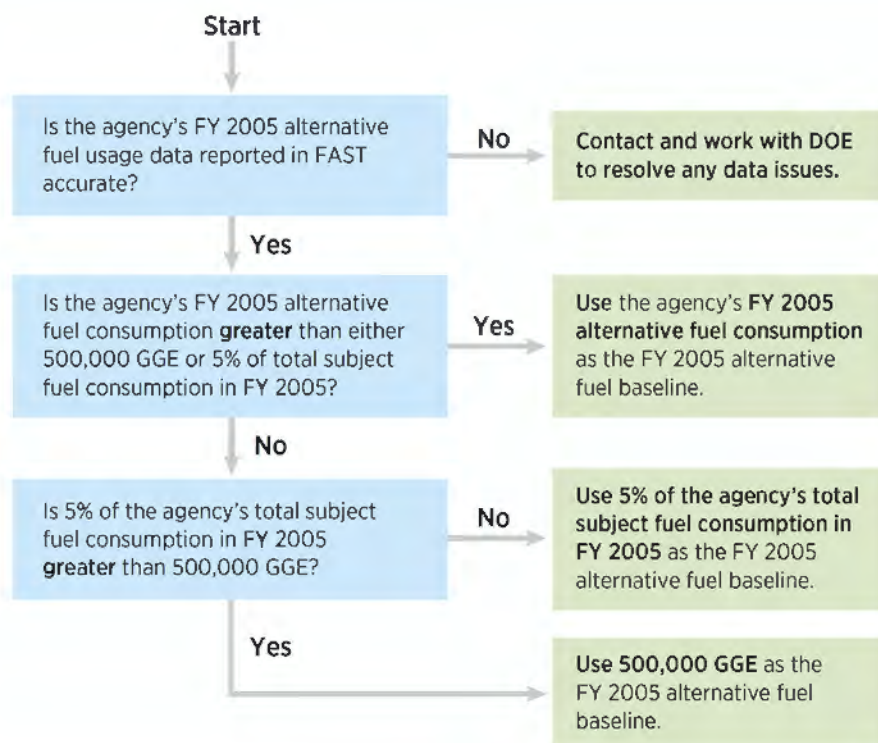 Start
Is the agency's FY 2005 alternative
fuel usage data reported in FAST
accurate?
No
Contact and work with DOE
to resolve any data issues.
Yes
Is the agency's FY 2005 alternative
fuel consumption greater than either
500,000 GGE or 5% of total subject
fuel consumption in FY 2005?
Yes
Use the agency's FY 2005
alternative fuel consumption
as the FY 2005 alternative
fuel baseline.
No
Is 5% of the agency's total subject
fuel consumption in FY 2005
greater than 500,000 GGE?
No
Use 5% of the agency's total
subject fuel consumption in
FY 2005 as the FY 2005
alternative fuel baseline.
Yes
Use 500,000 GGE as the
FY 2005 alternative fuel
baseline.